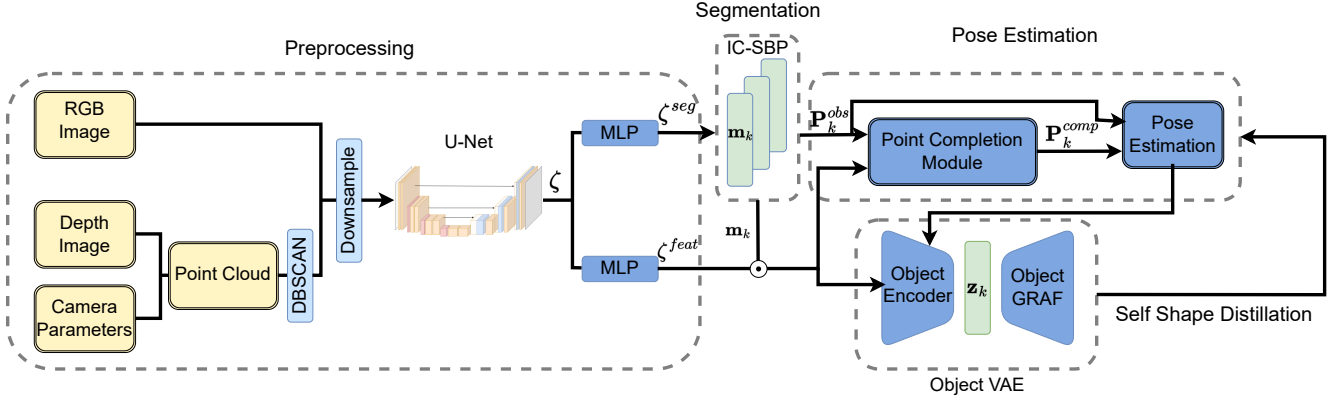 Segmentation
Preprocessing
Pose Estimation
IC-SBP
RGB
Image
Depth
Image
Camera
Parameters
Point Cloud
DBSCAN
Downsample
U-Net
ζ
MLP
MLP
ζ^{seg}
ζ^{feat}
m_k
m_k
P_k^{obs}
Point Completion
Module
P_k^{comp}
Pose
Estimation
Object
Encoder
z_k
Object
GRAF
Self Shape Distillation
Object VAE